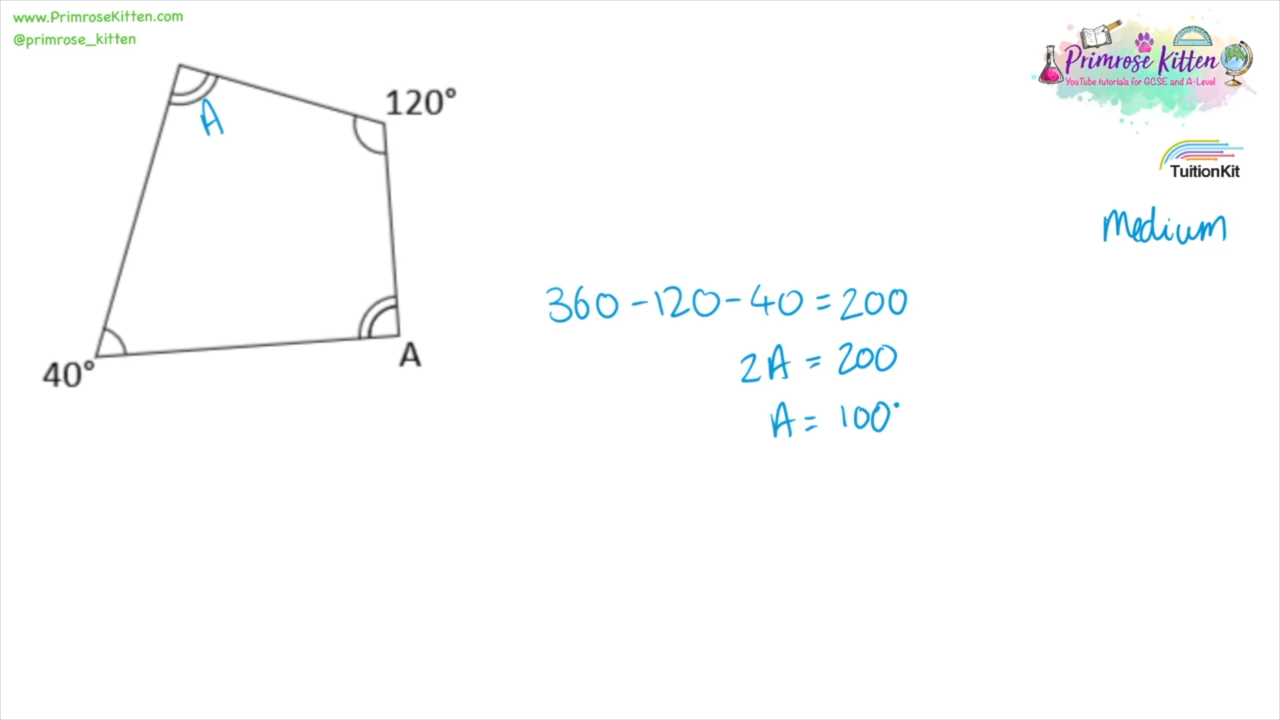 www.PrimroseKitten.com
@primrose_kitten
Primrose Kitten
YouTube tutorials for GCSE and A-Level
TuitionKit
Medium
120°
A
40°
A
360 - 120 - 40 = 200
2A = 200
A = 100°